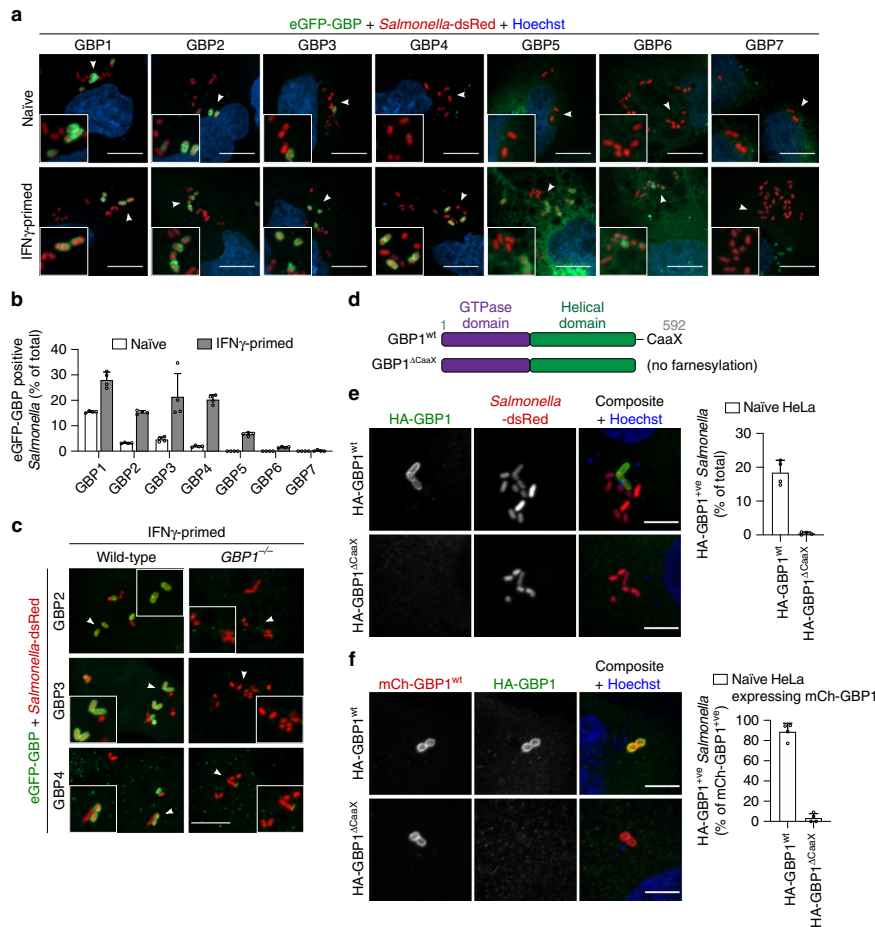 a
eGFP-GBP + Salmonella-dsRed + Hoechst
GBP1 GBP2 GBP3 GBP4 GBP5 GBP6 GBP7
Naïve
IFNγ-primed
b
Naïve IFNγ-primed
eGFP-GBP positive
Salmonella (% of total)
40
30
20
10
0
GBP1 GBP2 GBP3 GBP4 GBP5 GBP6 GBP7
c
IFNγ-primed
Wild-type GBP1–/–
eGFP-GBP + Salmonella-dsRed
GBP2
GBP3
GBP4
d
GTPase domain
Helical domain
1 592
GBP1wt CaaX
GBP1ΔCaaX (no farnesylation)
e
HA-GBP1
Salmonella
-dsRed
Composite
+ Hoechst
HA-GBP1wt
HA-GBP1ΔCaaX
Naïve HeLa
HA-GBP1+ve Salmonella
(% of total)
30
20
10
0
HA-GBP1wt
HA-GBP1ΔCaaX
f
mCh-GBP1wt
HA-GBP1
Composite
+ Hoechst
HA-GBP1wt
HA-GBP1ΔCaaX
Naïve HeLa
expressing mCh-GBP1
HA-GBP1+ve Salmonella
(% of mCh-GBP1+ve)
100
80
60
40
20
0
HA-GBP1wt
HA-GBP1ΔCaaX